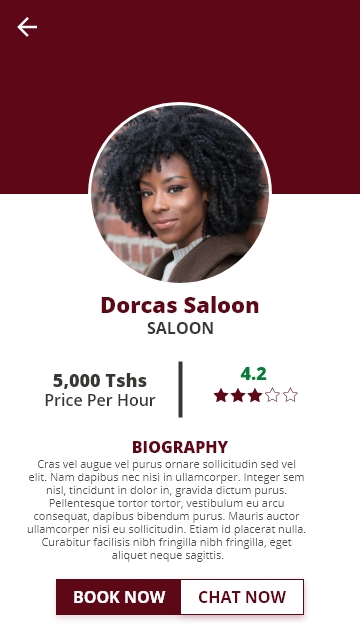 Dorcas Saloon
SALOON
5,000 Tshs
Price Per Hour
4.2
BIOGRAPHY
Cras vel augue vel purus ornare sollicitudin sed vel
elit. Nam dapibus nec nisi in ullamcorper. Integer sem
nisl, tincidunt in dolor in, gravida dictum purus.
Pellentesque tortor tortor, vestibulum eu arcu
consequat, dapibus bibendum purus. Mauris auctor
ullamcorper nisi eu sollicitudin. Etiam id placerat nulla.
Curabitur facilisis nibh fringilla nibh fringilla, eget
aliquet neque sagittis.
BOOK NOW
CHAT NOW